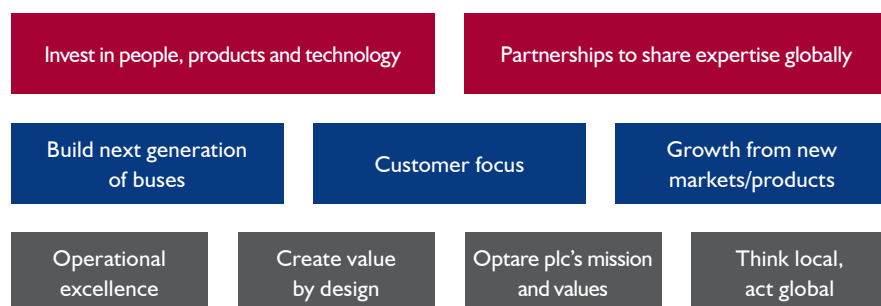 Invest in people, products and technology
Partnerships to share expertise globally
Build next generation
of buses
Customer focus
Growth from new
markets/products
Operational
excellence
Create value
by design
Optare plc's mission
and values
Think local,
act global